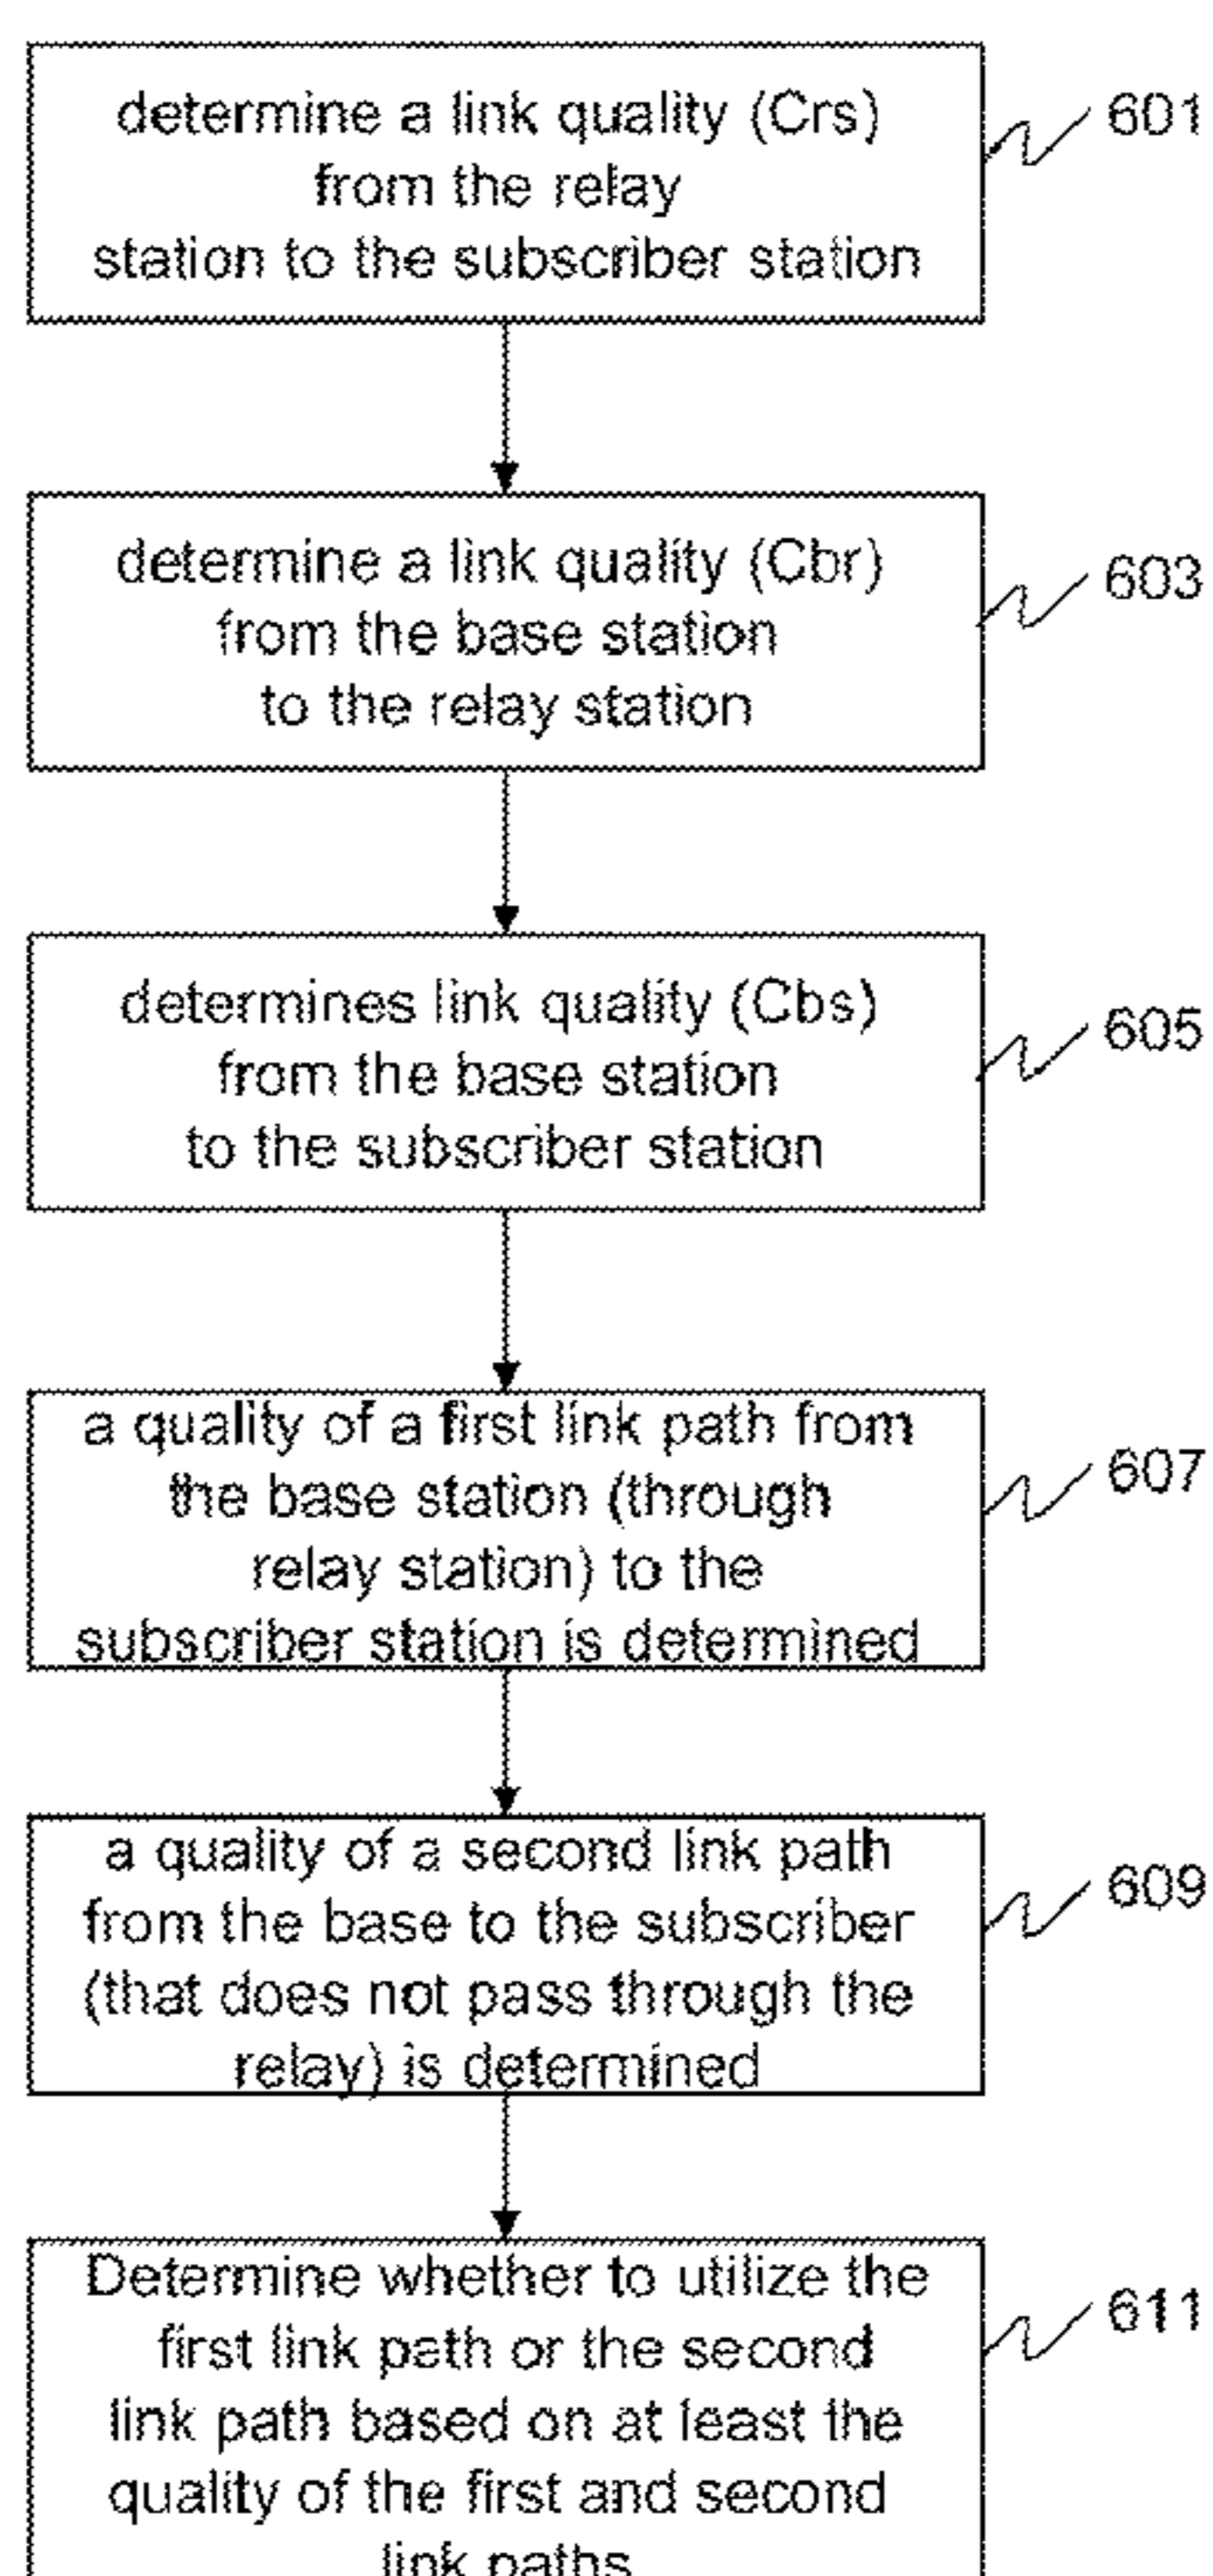 determine a link quality (Crs)
from the relay
station to the subscriber station
601
determine a link quality (Cbr)
from the base station
to the relay station
603
determines link quality (Cbs)
from the base station
to the subscriber station
605
a quality of a first link path from
the base station (through
relay station) to the
subscriber station is determined
607
a quality of a second link path
from the base to the subscriber
(that does not pass through the
relay) is determined
609
Determine whether to utilize the
first link path or the second
link path based on at least the
quality of the first and second
link paths
611